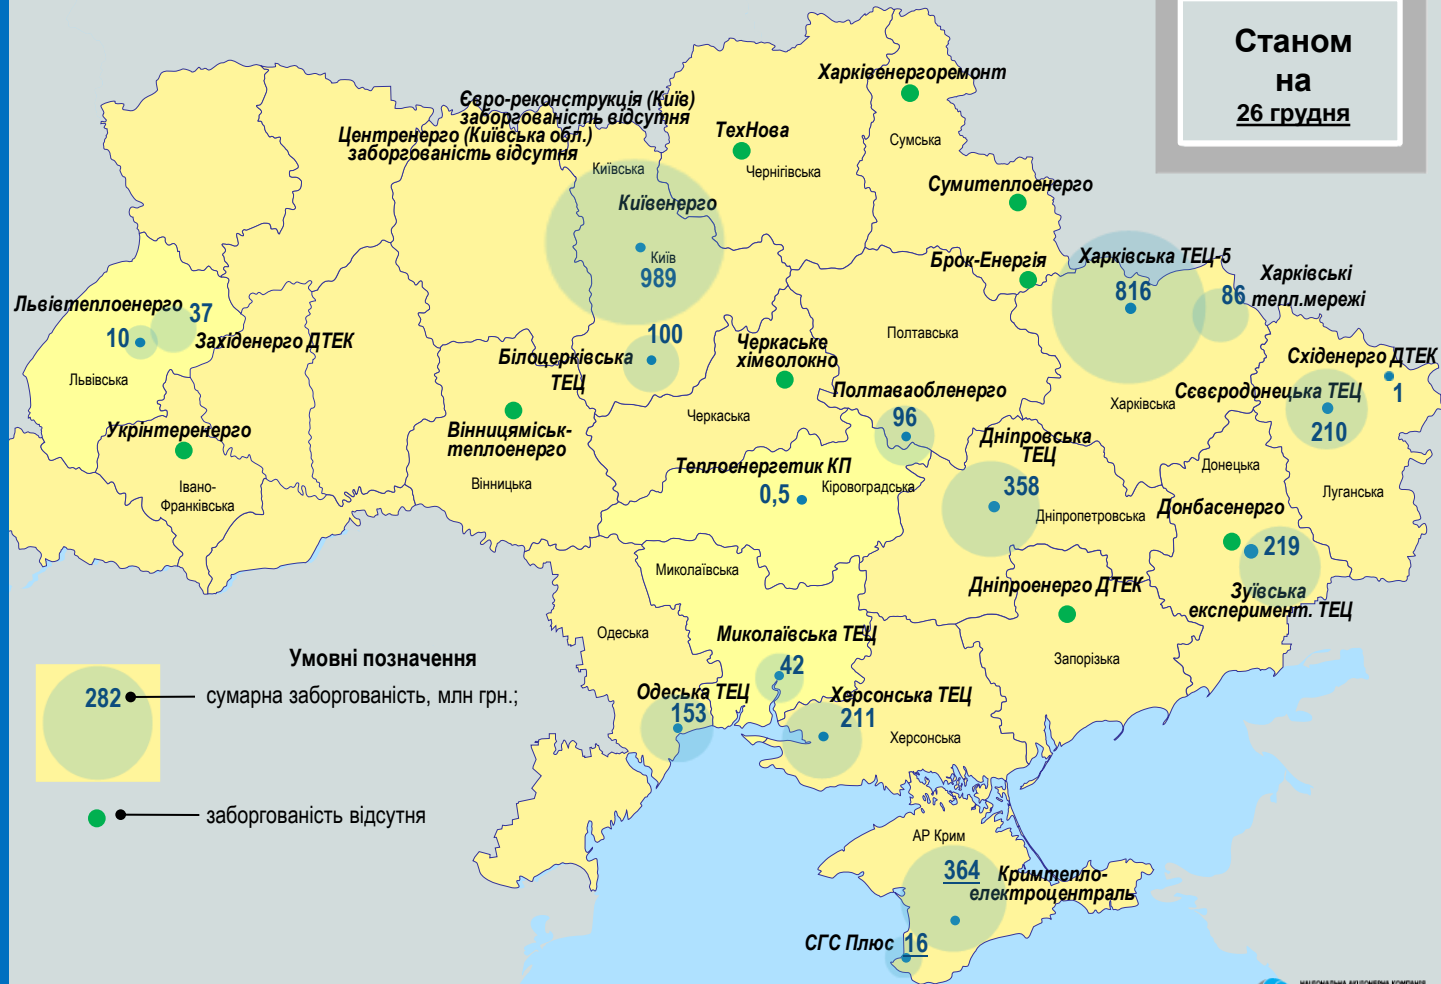 Станом
на
26 грудня
Харківенергоремонт
Євро-реконструкція (Київ)
заборгованість відсутня
Центренерго (Київська обл.)
заборгованість відсутня
ТехНова
Сумська
Київська
Чернігівська
Сумитеплоенерго
Київенерго
Київ
989
Брок-Енергія
Харківська ТЕЦ-5
816
86
Харківські
тепл.мережі
Львівтеплоенерго
37
10
Західенерго ДТЕК
Львівська
100
Білоцерківська
ТЕЦ
Черкаське
хімволокно
Полтавська
Східенерго ДТЕК
1
Сєвєродонецька ТЕЦ
210
Полтаваобленерго
96
Харківська
Черкаська
Укрінтеренерго
Вінницяміськ-
теплоенерго
Вінницька
Івано-
Франківська
Теплоенергетик КП
0,5
Кіровоградська
Дніпровська
ТЕЦ
358
Дніпропетровська
Донецька
Луганська
Донбасенерго
219
Зуївська
експеримент. ТЕЦ
Миколаївська
Дніпроенерго ДТЕК
Одеська
Миколаївська ТЕЦ
42
Запорізька
Умовні позначення
282
сумарна заборгованість, млн грн.;
Одеська ТЕЦ
153
Херсонська ТЕЦ
211
Херсонська
заборгованість відсутня
АР Крим
364
Кримтепло-
електроцентраль
СГС Плюс
16
НАЦІОНАЛЬНА АКЦІОНЕРНА КОМПАНІЯ